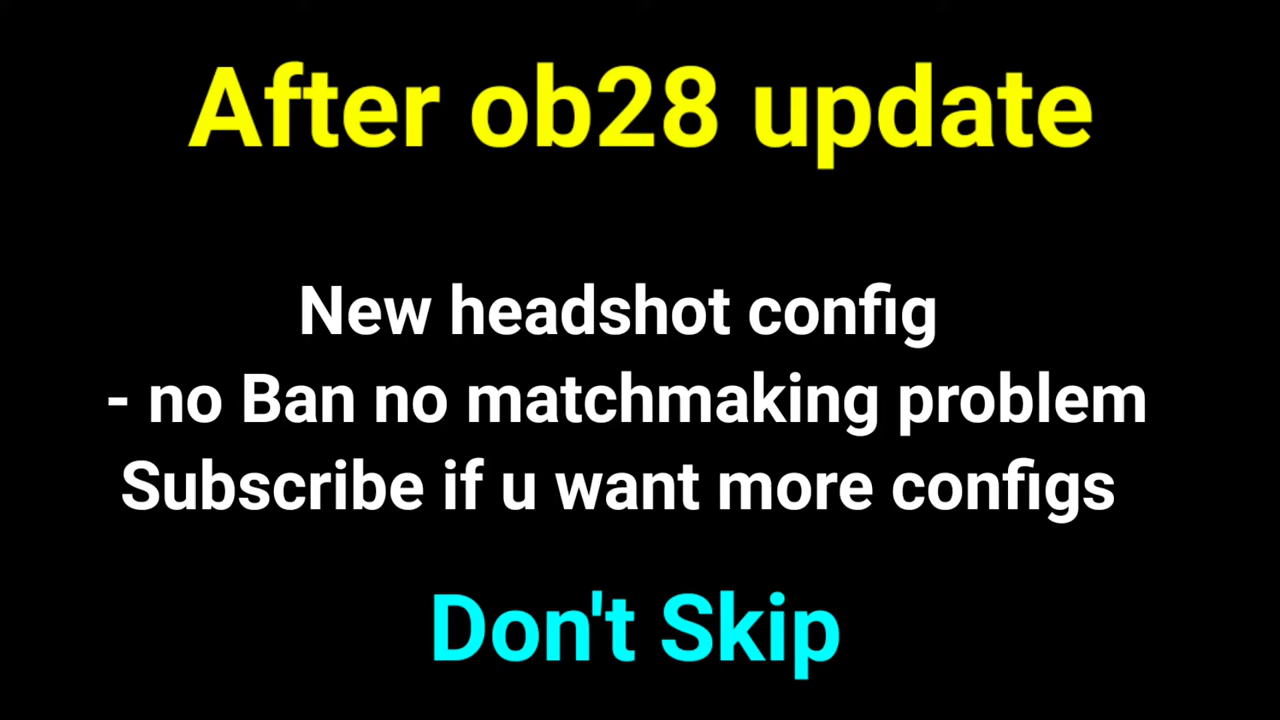 After ob28 update
New headshot config
- no Ban no matchmaking problem
Subscribe if u want more configs
Don't Skip